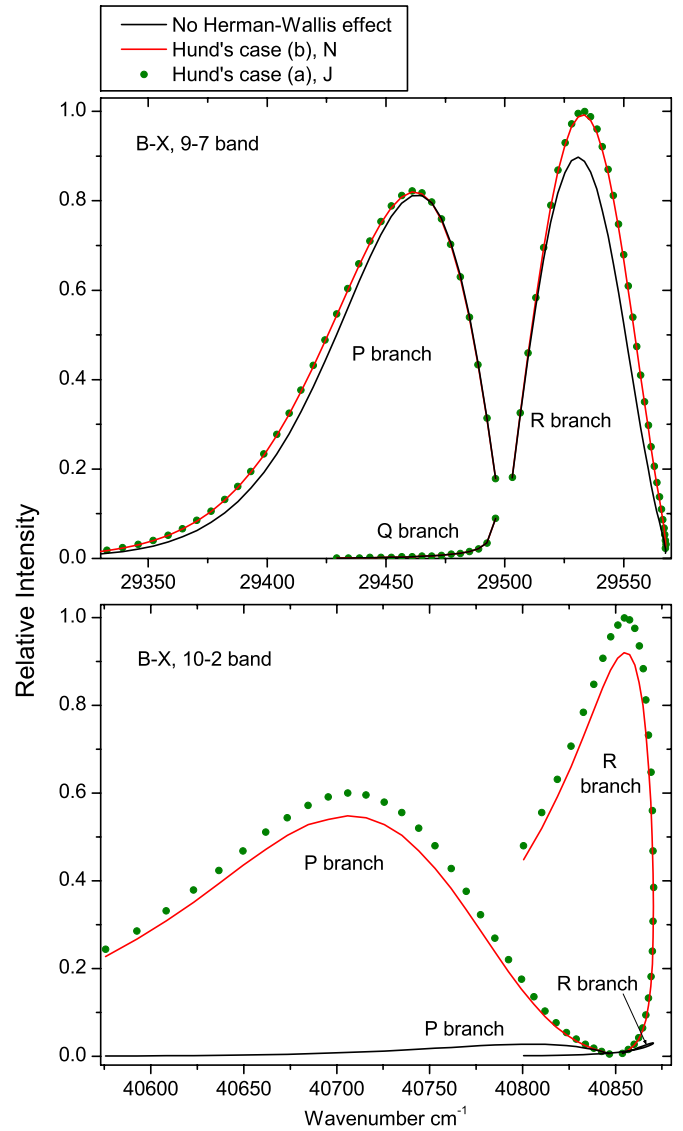 No Herman-Wallis effect
Hund's case (b), N
Hund's case (a), J
B-X, 9-7 band
1.0
0.8
0.6
0.4
0.2
0.0
P branch
R branch
Q branch
29350
29400
29450
29500
29550
Relative Intensity
B-X, 10-2 band
1.0
0.8
0.6
0.4
0.2
0.0
R
branch
P branch
R branch
P branch
40600
40650
40700
40750
40800
40850
Wavenumber cm⁻¹